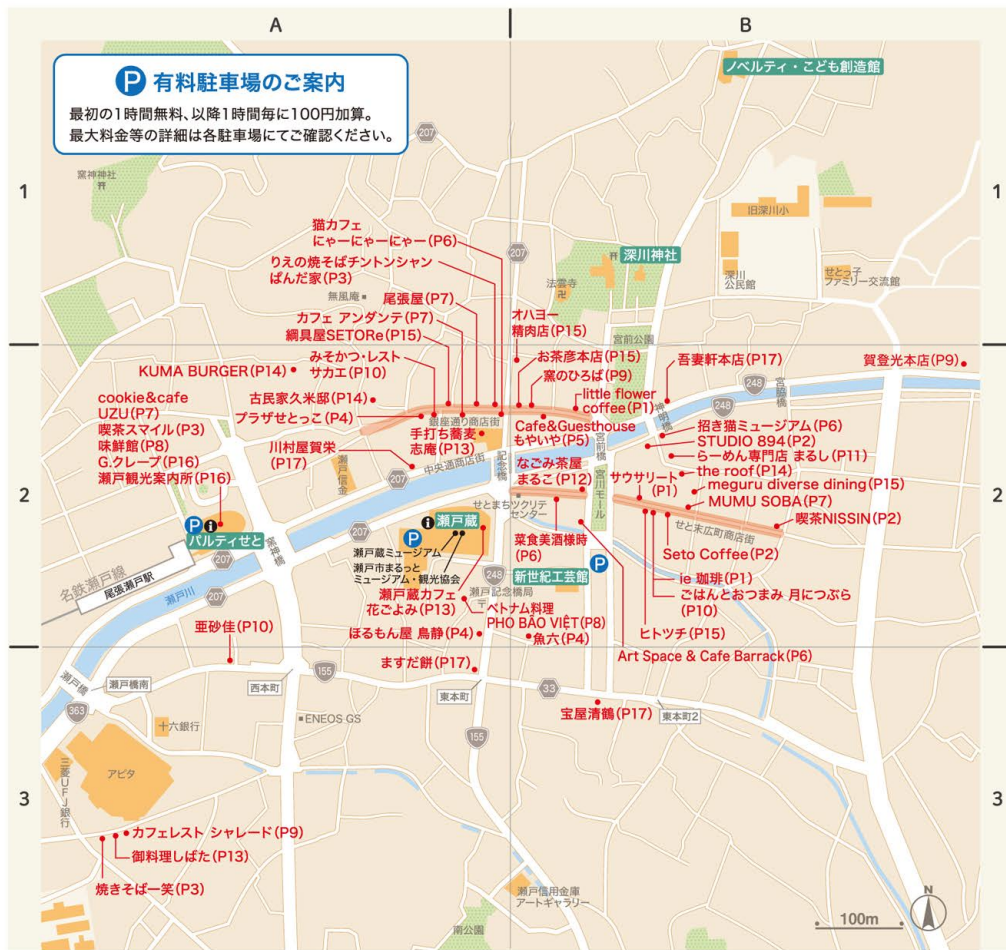 A
B
P 有料駐車場のご案内
最初の1時間無料、以降1時間毎に100円加算。
最大料金等の詳細は各駐車場にてご確認ください。
ノベルティ・こども創造館
207
窯神神社
1
1
旧深川小
猫カフェ
にゃーにゃーにゃー(P6)
207
深川神社
りえの焼そばチントンシャン
ぱんだ家(P3)
法雲寺
深川
公民館
せとっ子
ファミリー交流館
無風庵
尾張屋(P7)
カフェ アンダンテ(P7)
綱具屋SETORe(P15)
オハヨー
精肉店(P15)
宮前公園
みそかつ・レスト
サカエ(P10)
お茶彦本店(P15)
吾妻軒本店(P17)
賀登光本店(P9)
KUMA BURGER(P14)
窯のひろば(P9)
宮脇橋
cookie&cafe
UZU(P7)
喫茶スマイル(P3)
味鮮館(P8)
G.クレープ(P16)
瀬戸観光案内所(P16)
古民家久米邸(P14)
プラザせとっこ(P4)
銀座通り商店街
little flower
coffee(P1)
248
神明橋
招き猫ミュージアム(P6)
手打ち蕎麦
志庵(P13)
Cafe&Guesthouse
もやいや(P5)
宮前橋
STUDIO 894(P2)
らーめん専門店 まるし(P11)
川村屋賀栄
(P17)
中央通商店街
記念橋
なごみ茶屋
まるこ(P12)
宮川モール
サウサリート
(P1)
the roof(P14)
meguru diverse dining(P15)
MUMU SOBA(P7)
2
2
瀬戸信金
207
せとまちツクリテ
センター
喫茶NISSIN(P2)
せと末広町商店街
P i
パルティせと
i 瀬戸蔵
P
瀬戸蔵ミュージアム
瀬戸市まるっと
ミュージアム・観光協会
菜食美酒様時
(P6)
Seto Coffee(P2)
窯神橋
207
207
248
新世紀工芸館
P
ie 珈琲(P1)
名鉄瀬戸線
尾張瀬戸駅
瀬戸川
207
瀬戸蔵カフェ
花ごよみ(P13)
瀬戸記念橋局
ベトナム料理
PHO BAO VIỆT(P8)
ごはんとおつまみ 月につぶら
(P10)
亜砂佳(P10)
ほるもん屋 鳥静(P4)
魚六(P4)
ヒトツチ(P15)
Art Space & Cafe Barrack(P6)
ますだ餅(P17)
瀬戸橋
瀬戸橋南
西本町
155
東本町
33
363
宝屋清鶴(P17)
東本町2
十六銀行
ENEOS GS
155
三菱UFJ銀行
アピタ
3
3
カフェレスト シャレード(P9)
御料理しばた(P13)
焼きそば一笑(P3)
瀬戸信用金庫
アートギャラリー
南公園
N
100m